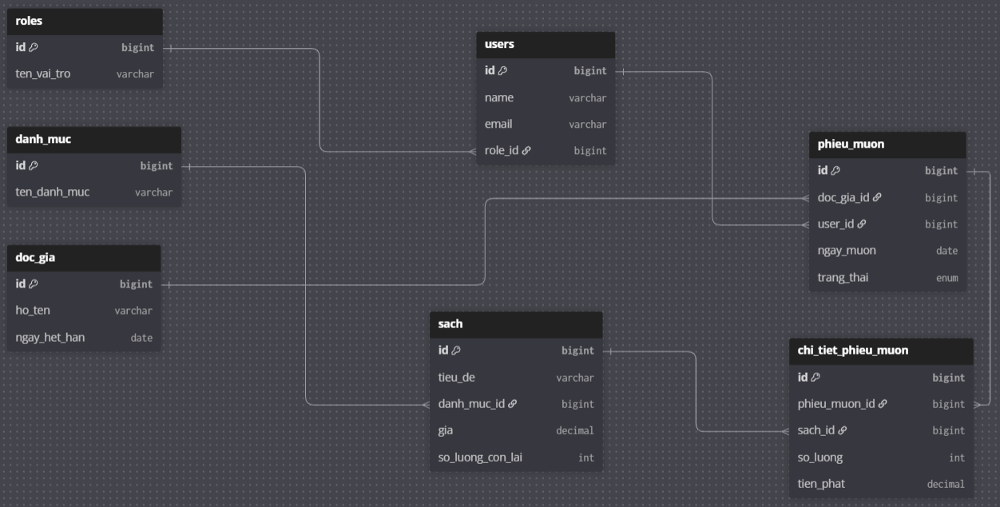 roles
id bigint
ten_vai_tro varchar
danh_muc
id bigint
ten_danh_muc varchar
doc_gia
id bigint
ho_ten varchar
ngay_het_han date
users
id bigint
name varchar
email varchar
role_id bigint
sach
id bigint
tieu_de varchar
danh_muc_id bigint
gia decimal
so_luong_con_lai int
phieu_muon
id bigint
doc_gia_id bigint
user_id bigint
ngay_muon date
trang_thai enum
chi_tiet_phieu_muon
id bigint
phieu_muon_id bigint
sach_id bigint
so_luong int
tien_phat decimal